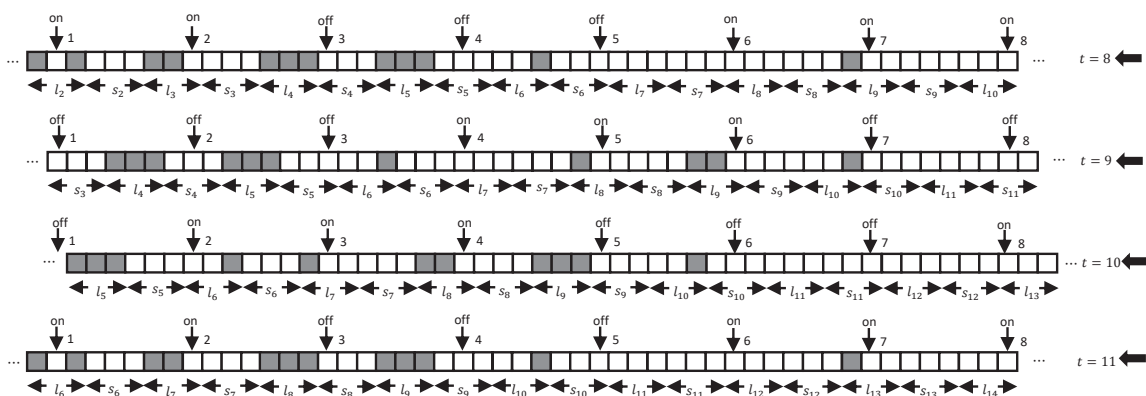 on on off off off on on on
1 2 3 4 5 6 7 8
... ... t = 8
l2 s2 l3 s3 l4 s4 l5 s5 l6 s6 l7 s7 l8 s8 l9 s9 l10
off off off on on on off off
1 2 3 4 5 6 7 8
... ... t = 9
s3 l4 s4 l5 s5 l6 s6 l7 s7 l8 s8 l9 s9 l10 s10 l11 s11
off on on on off off off on
1 2 3 4 5 6 7 8
... ... t = 10
l5 s5 l6 s6 l7 s7 l8 s8 l9 s9 l10 s10 l11 s11 l12 s12 l13
on on off off off on on on
1 2 3 4 5 6 7 8
... ... t = 11
l6 s6 l7 s7 l8 s8 l9 s9 l10 s10 l11 s11 l12 s12 l13 s13 l14